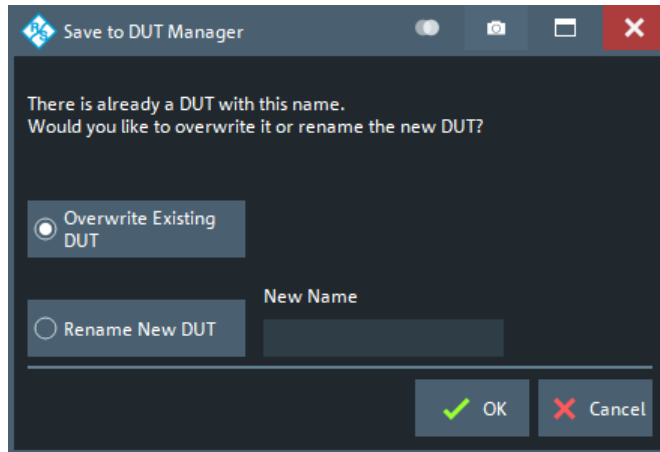 R&S Save to DUT Manager
There is already a DUT with this name.
Would you like to overwrite it or rename the new DUT?
Overwrite Existing
DUT
New Name
Rename New DUT
OK Cancel